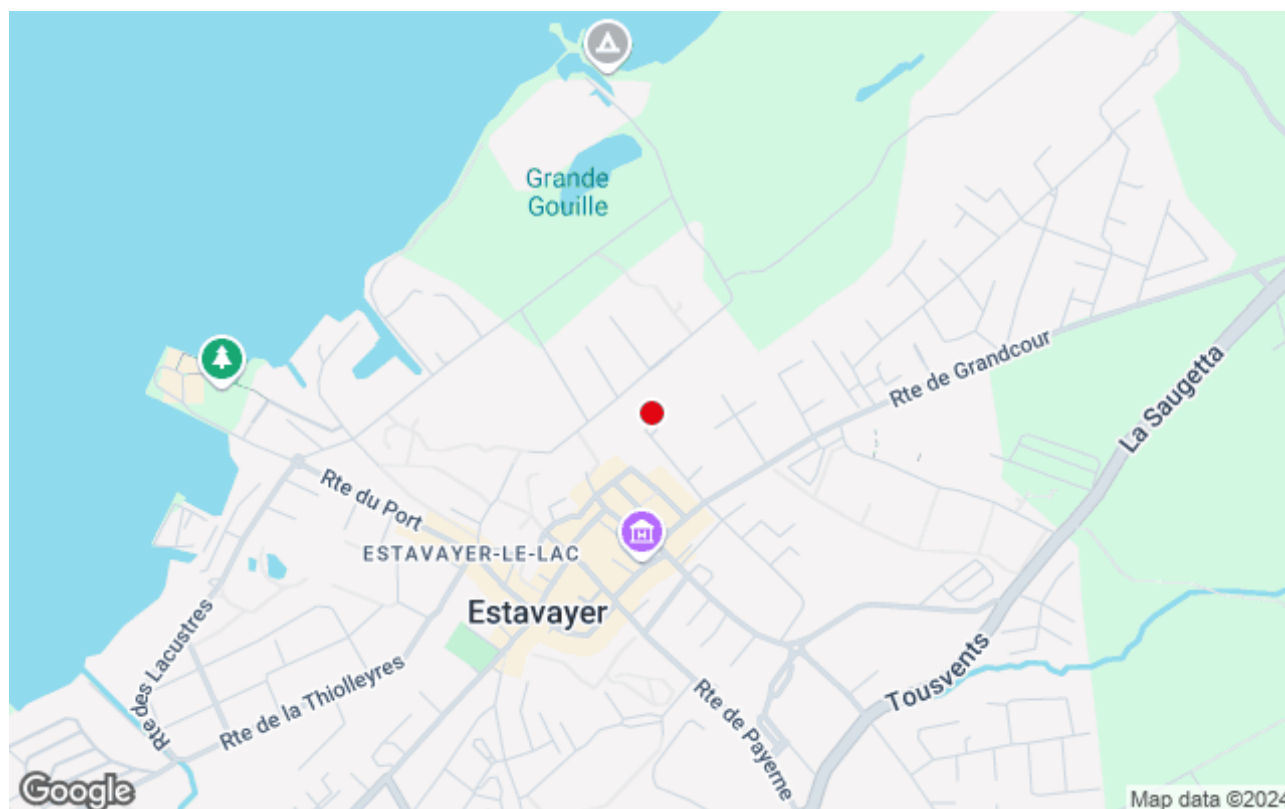 Grande
Gouille
Rte de Grandcour
La Saugetta
Rte du Port
ESTAVAYER-LE-LAC
Estavayer
Rte des Lacustres
Rte de la Thiolleyres
Rte de Payerne
Tousvents
Google
Map data ©2024